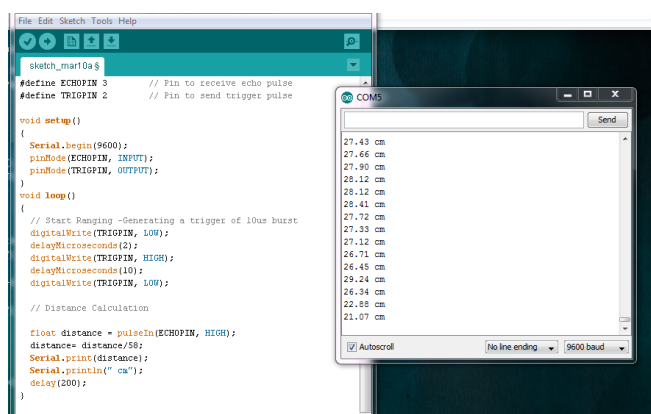 File Edit Sketch Tools Help
sketch_mar10a §
#define ECHOPIN 3 // Pin to receive echo pulse
#define TRIGPIN 2 // Pin to send trigger pulse
void setup()
{
Serial.begin(9600);
pinMode(ECHOPIN, INPUT);
pinMode(TRIGPIN, OUTPUT);
}
void loop()
{
// Start Ranging -Generating a trigger of 10us burst
digitalWrite(TRIGPIN, LOW);
delayMicroseconds(2);
digitalWrite(TRIGPIN, HIGH);
delayMicroseconds(10);
digitalWrite(TRIGPIN, LOW);
// Distance Calculation
float distance = pulseIn(ECHOPIN, HIGH);
distance= distance/58;
Serial.print(distance);
Serial.println(" cm");
delay(200);
}
COM5
Send
27.43 cm
27.66 cm
27.90 cm
28.12 cm
28.12 cm
28.41 cm
27.72 cm
27.33 cm
27.12 cm
26.71 cm
26.45 cm
29.24 cm
26.34 cm
22.88 cm
21.07 cm
Autoscroll
No line ending
9600 baud